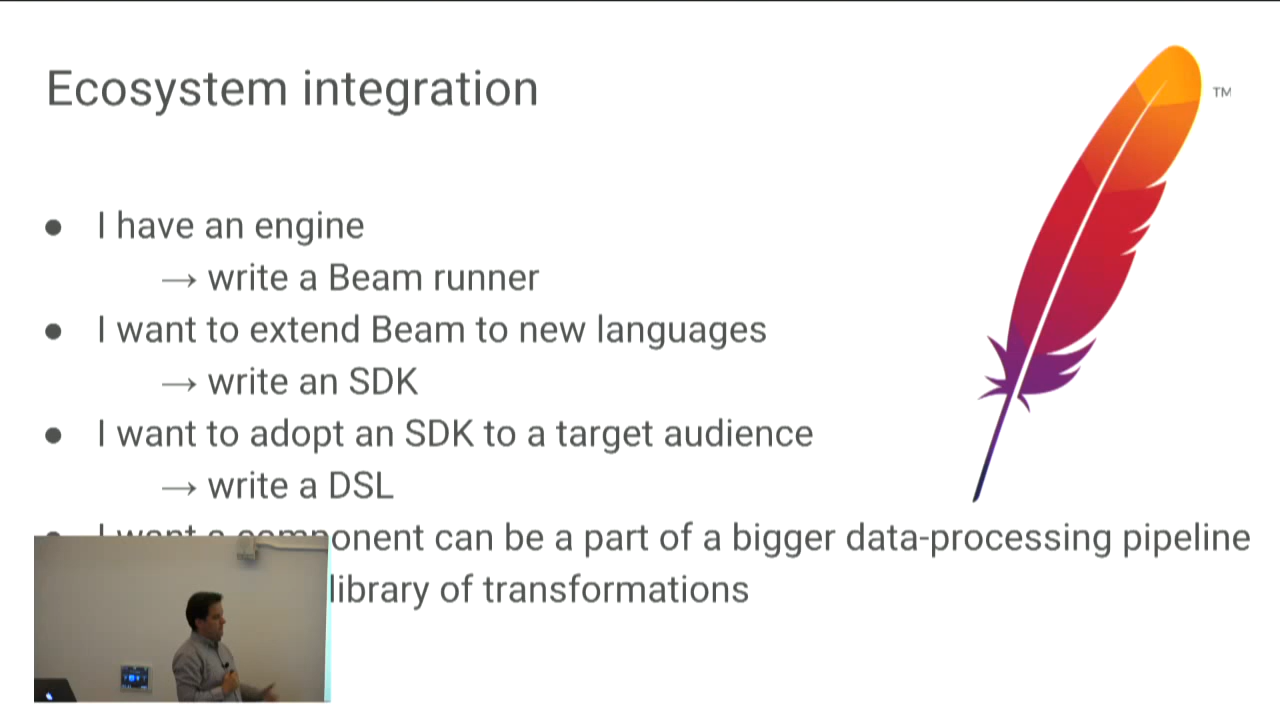 Ecosystem integration
TM
● I have an engine
→ write a Beam runner
● I want to extend Beam to new languages
→ write an SDK
● I want to adopt an SDK to a target audience
→ write a DSL
● I want a component can be a part of a bigger data-processing pipeline
library of transformations